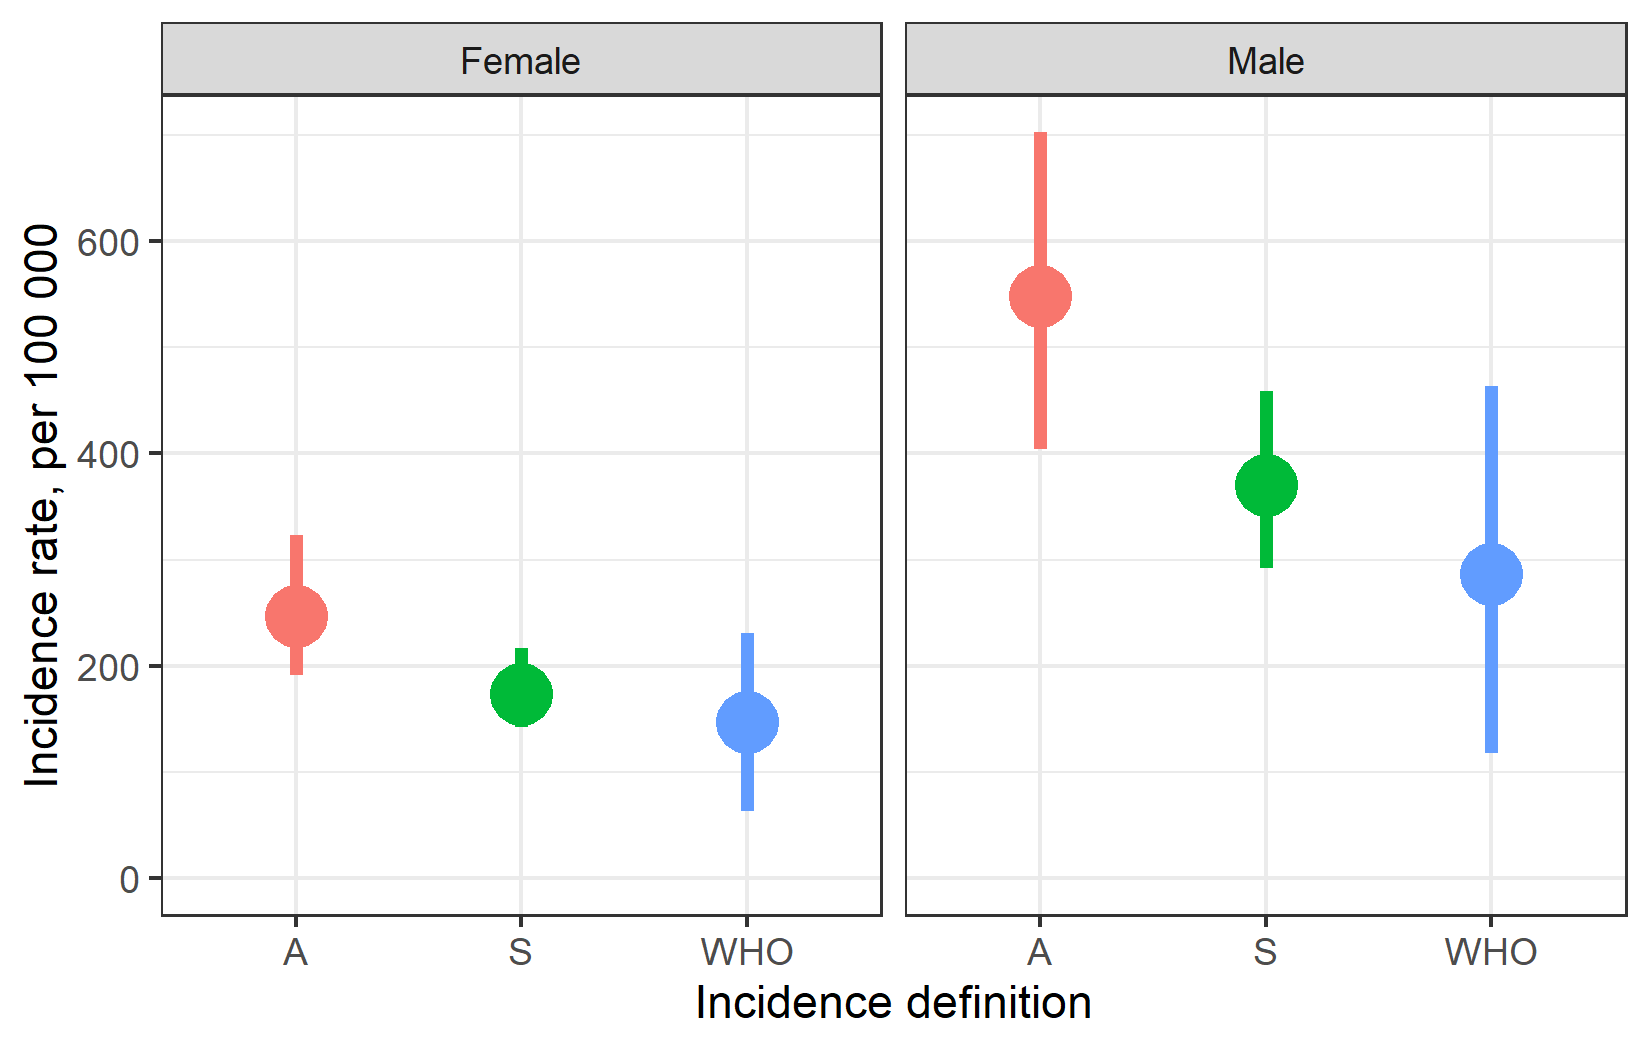 Female
Male
Incidence rate, per 100 000
600
400
200
0
A
S
WHO
A
S
WHO
Incidence definition